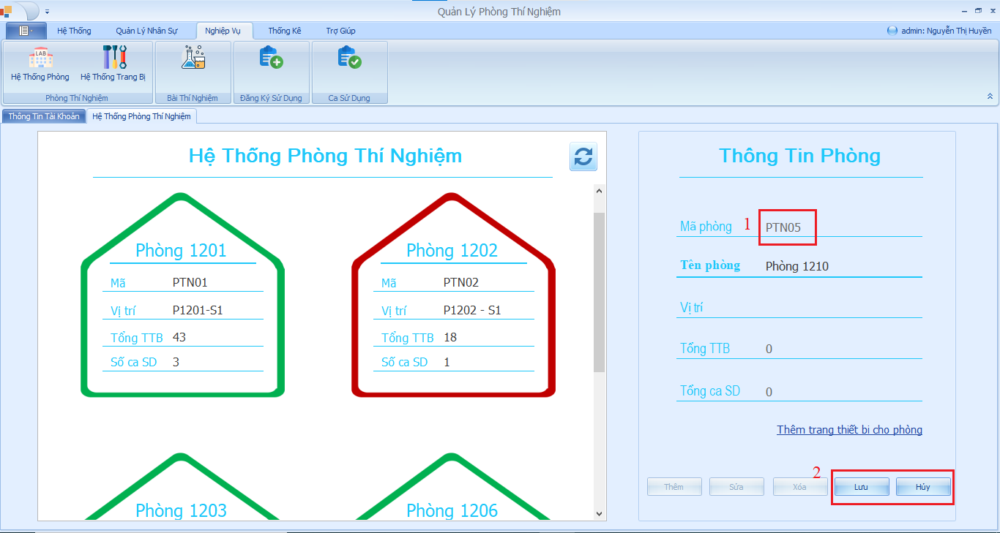 Quản Lý Phòng Thí Nghiệm
Hệ Thống Quản Lý Nhân Sự Nghiệp Vụ Thống Kê Trợ Giúp admin: Nguyễn Thị Huyền
LAB
Hệ Thống Phòng Hệ Thống Trang Bị
Phòng Thí Nghiệm Bài Thí Nghiệm Đăng Ký Sử Dụng Ca Sử Dụng
Thông Tin Tài Khoản Hệ Thống Phòng Thí Nghiệm
Hệ Thống Phòng Thí Nghiệm
Phòng 1201
Mã PTN01
Vị trí P1201-S1
Tổng TTB 43
Số ca SD 3
Phòng 1202
Mã PTN02
Vị trí P1202 - S1
Tổng TTB 18
Số ca SD 1
Phòng 1203
Phòng 1206
Thông Tin Phòng
Mã phòng 1 PTN05
Tên phòng Phòng 1210
Vị trí
Tổng TTB 0
Tổng ca SD 0
Thêm trang thiết bị cho phòng
2
Thêm Sửa Xóa Lưu Hủy